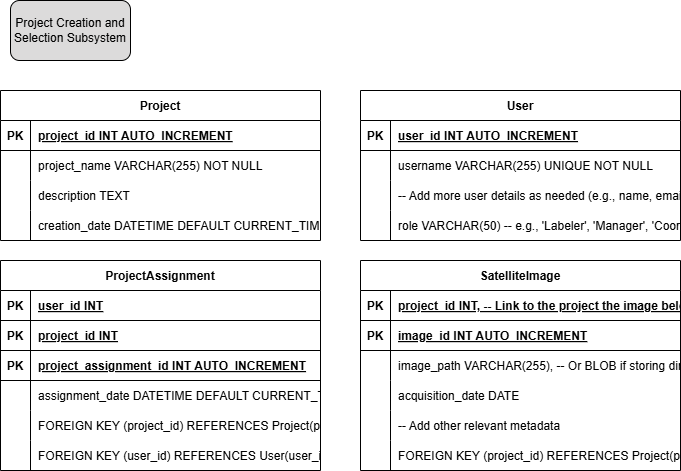 Project Creation and
Selection Subsystem
Project
PK project_id INT AUTO_INCREMENT
project_name VARCHAR(255) NOT NULL
description TEXT
creation_date DATETIME DEFAULT CURRENT_TIM
User
PK user_id INT AUTO_INCREMENT
username VARCHAR(255) UNIQUE NOT NULL
-- Add more user details as needed (e.g., name, emai
role VARCHAR(50) -- e.g., 'Labeler', 'Manager', 'Coor
ProjectAssignment
PK user_id INT
PK project_id INT
PK project_assignment_id INT AUTO_INCREMENT
assignment_date DATETIME DEFAULT CURRENT_T
FOREIGN KEY (project_id) REFERENCES Project(p
FOREIGN KEY (user_id) REFERENCES User(user_i
SatelliteImage
PK project_id INT, -- Link to the project the image bel
PK image_id INT AUTO_INCREMENT
image_path VARCHAR(255), -- Or BLOB if storing dir
acquisition_date DATE
-- Add other relevant metadata
FOREIGN KEY (project_id) REFERENCES Project(p